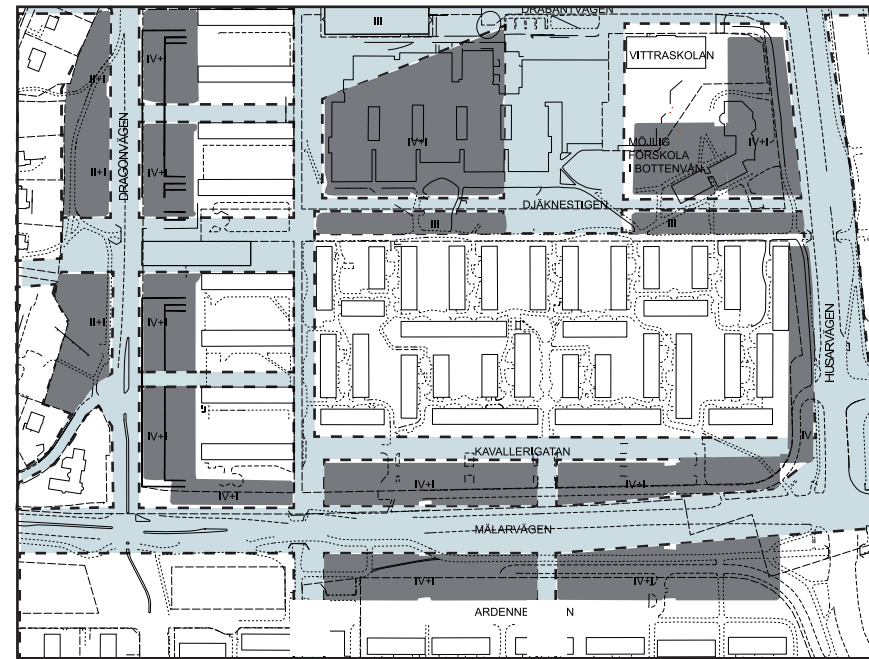 DRABANTVÄGEN
III
VITTRASKOLAN
IV+I
II+I
IV+I
MÖJLIG
FÖRSKOLA
I BOTTENVÅN
IV+I
DRAGONVÄGEN
II+I
IV+I
DJÄKNESTIGEN
III
III
II+I
IV+I
HUSARVÄGEN
IV+I
IV
KAVALLERIGATAN
IV+I
IV+I
IV+I
MÄLARVÄGEN
IV+I
IV+I
ARDENNE N